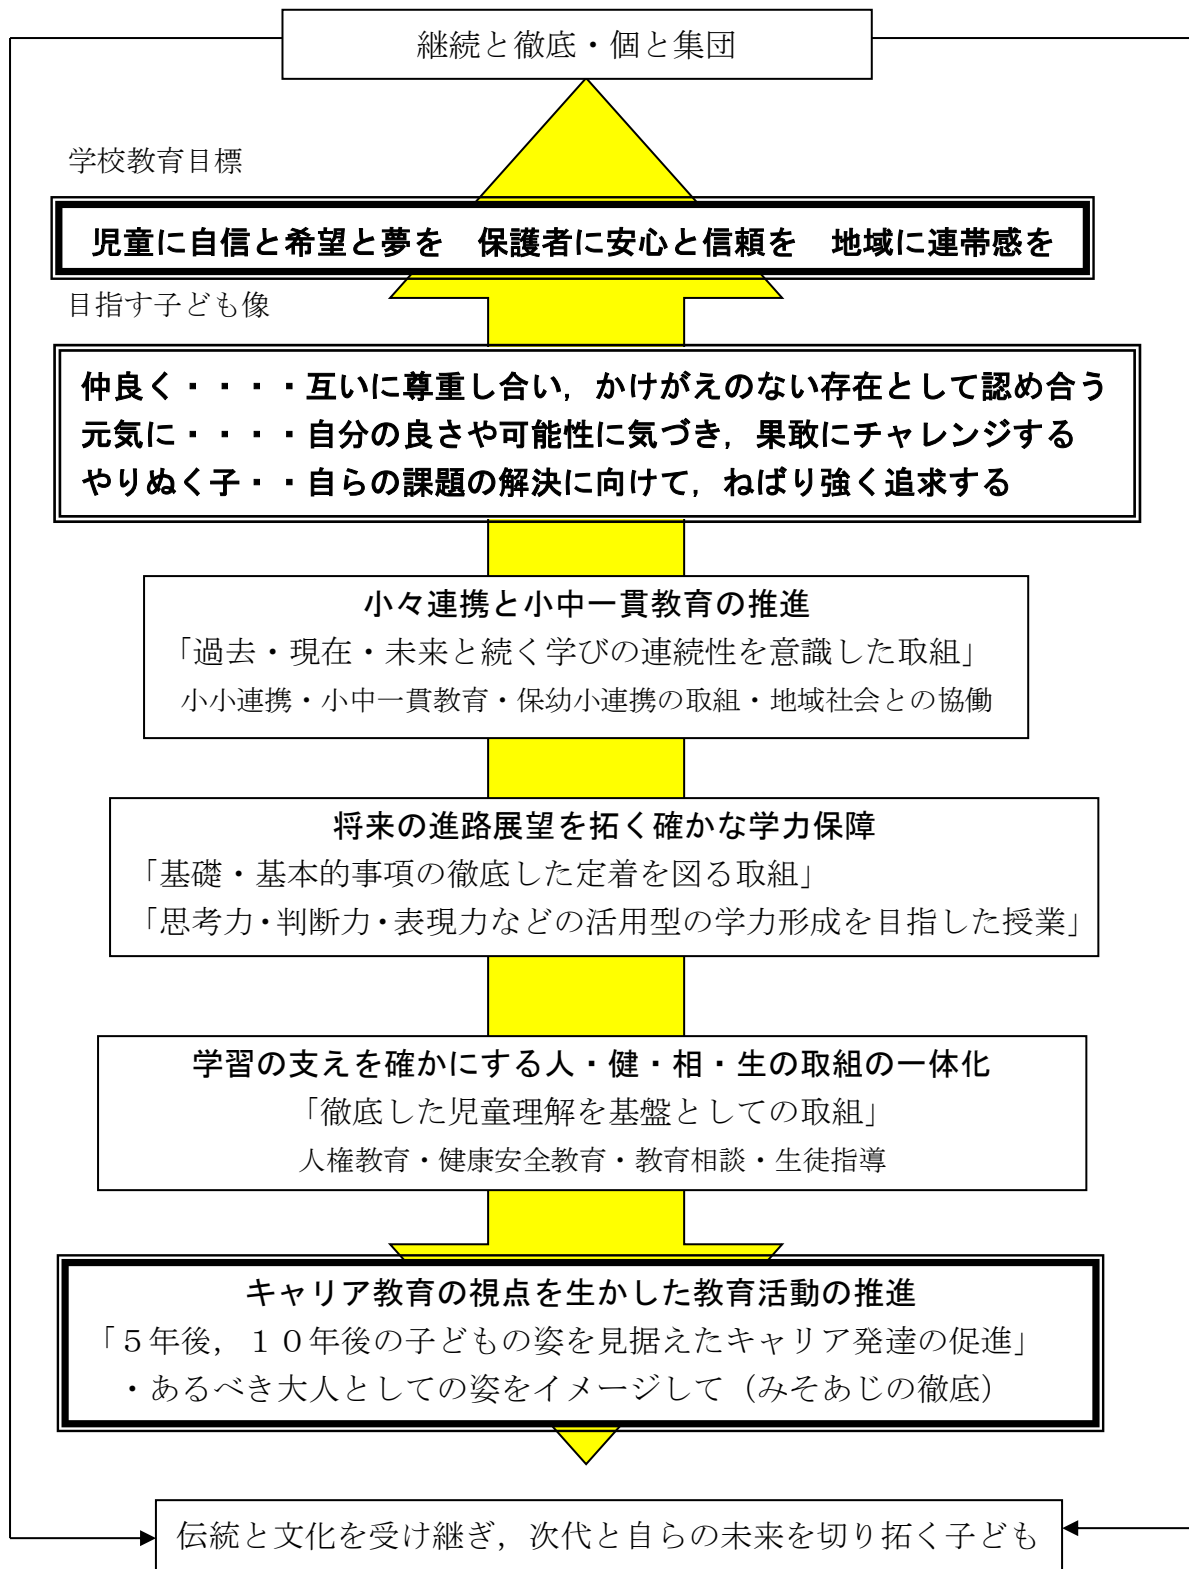 継続と徹底・個と集団
学校教育目標
児童に自信と希望と夢を　保護者に安心と信頼を　地域に連帯感を
目指す子ども像
仲良く・・・・互いに尊重し合い，かけがえのない存在として認め合う
元気に・・・・自分の良さや可能性に気づき，果敢にチャレンジする
やりぬく子・・自らの課題の解決に向けて，ねばり強く追求する
小々連携と小中一貫教育の推進
「過去・現在・未来と続く学びの連続性を意識した取組」
小小連携・小中一貫教育・保幼小連携の取組・地域社会との協働
将来の進路展望を拓く確かな学力保障
「基礎・基本的事項の徹底した定着を図る取組」
「思考力・判断力・表現力などの活用型の学力形成を目指した授業」
学習の支えを確かにする人・健・相・生の取組の一体化
「徹底した児童理解を基盤としての取組」
人権教育・健康安全教育・教育相談・生徒指導
キャリア教育の視点を生かした教育活動の推進
「５年後，１０年後の子どもの姿を見据えたキャリア発達の促進」
・あるべき大人としての姿をイメージして（みそあじの徹底）
伝統と文化を受け継ぎ，次代と自らの未来を切り拓く子ども